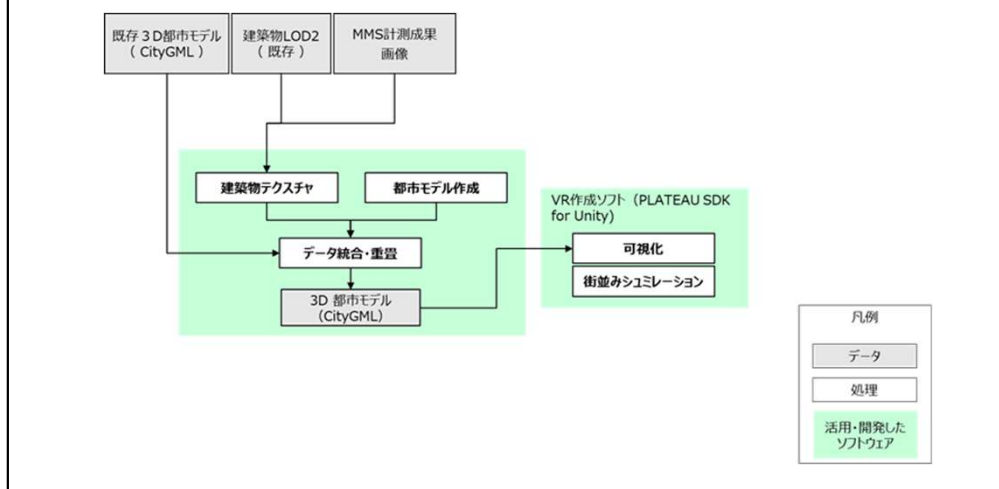 既存３D都市モデル
（ CityGML ）
建築物LOD2
（ 既存 ）
MMS計測成果
画像
建築物テクスチャ
都市モデル作成
データ統合・重畳
3D 都市モデル
(CityGML)
VR作成ソフト（PLATEAU SDK
for Unity)
可視化
街並みシュミレーション
凡例
データ
処理
活用・開発した
ソフトウェア